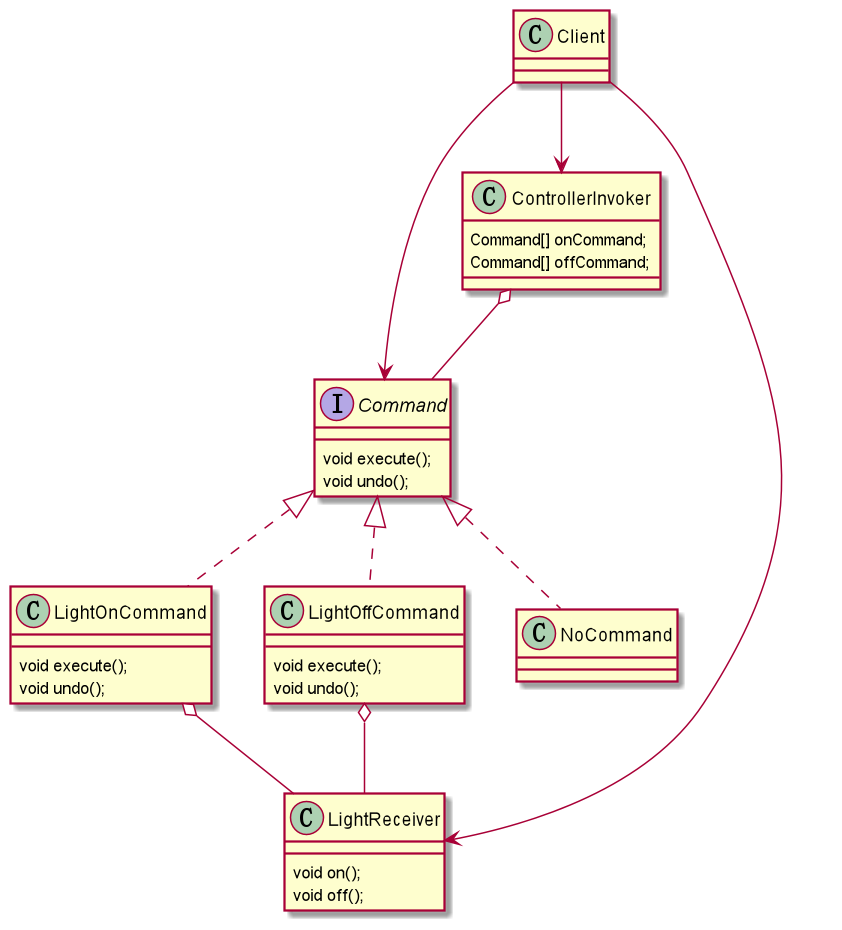 C Client
C ControllerInvoker
Command[] onCommand;
Command[] offCommand;
I Command
void execute();
void undo();
C LightOnCommand
void execute();
void undo();
C LightOffCommand
void execute();
void undo();
C NoCommand
C LightReceiver
void on();
void off();